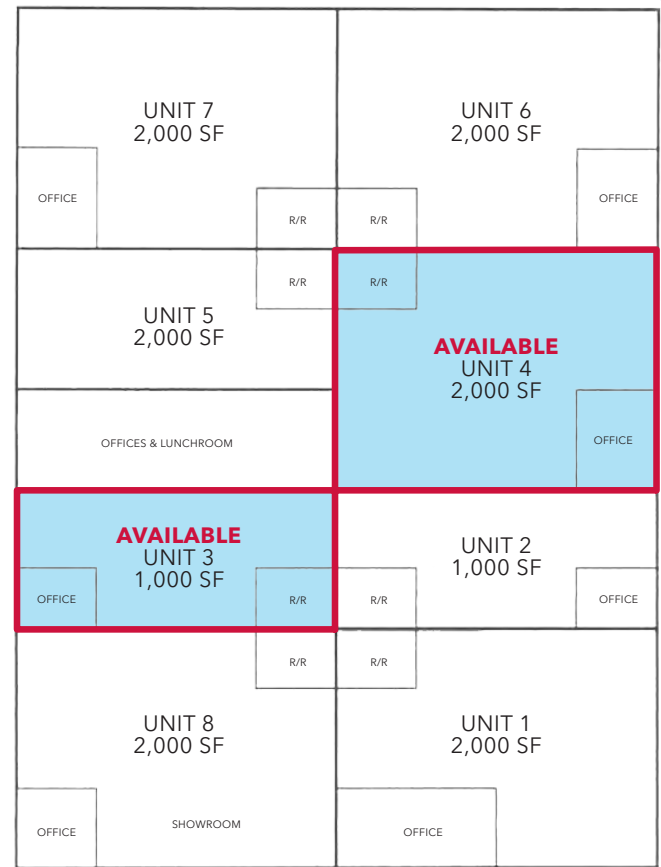 UNIT 7
2,000 SF
OFFICE
R/R
UNIT 6
2,000 SF
R/R
OFFICE
R/R
UNIT 5
2,000 SF
OFFICES & LUNCHROOM
R/R
AVAILABLE
UNIT 4
2,000 SF
OFFICE
AVAILABLE
UNIT 3
1,000 SF
OFFICE
R/R
UNIT 2
1,000 SF
R/R
OFFICE
R/R
UNIT 8
2,000 SF
OFFICE
SHOWROOM
R/R
UNIT 1
2,000 SF
OFFICE